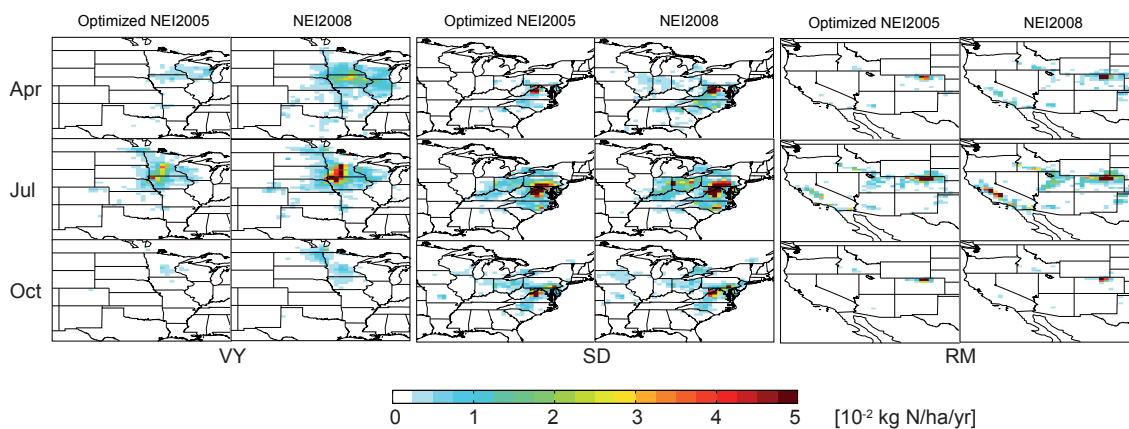 Optimized NEI2005 NEI2008 Optimized NEI2005 NEI2008 Optimized NEI2005 NEI2008
Apr
Jul
Oct
VY SD RM
0 1 2 3 4 5 [10⁻² kg N/ha/yr]